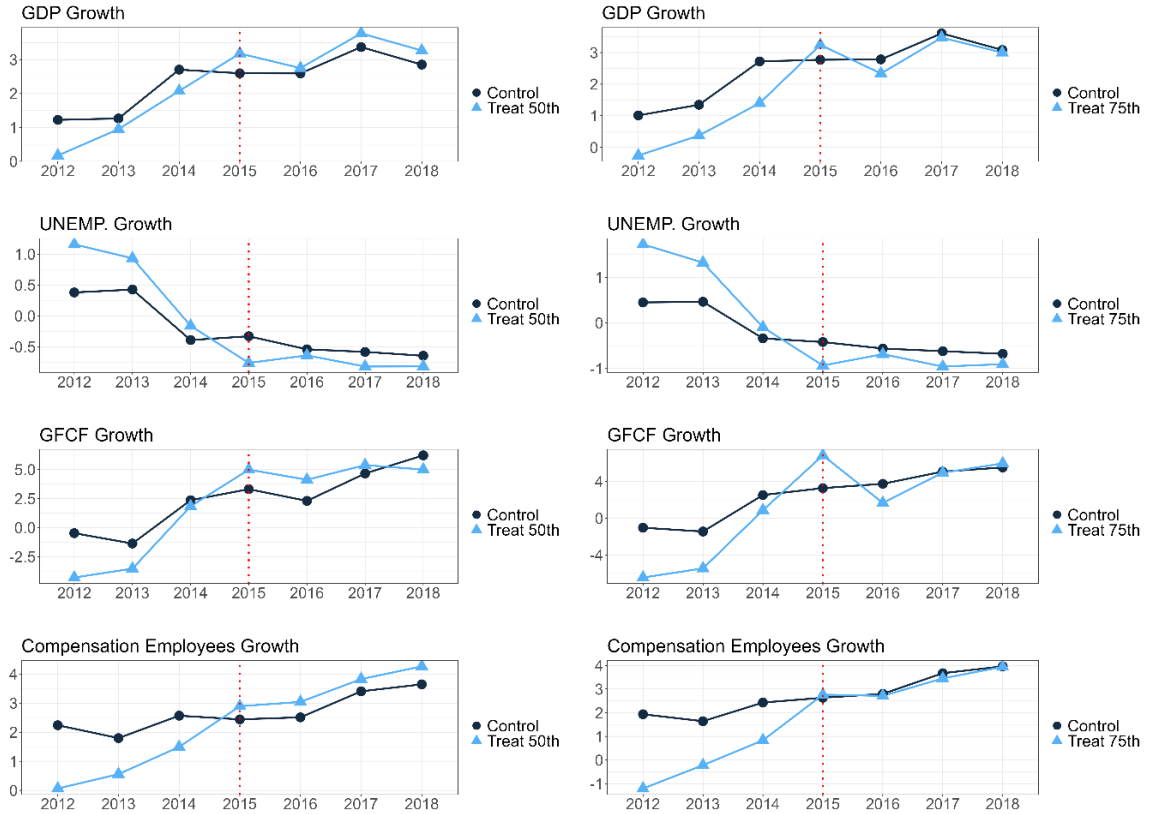 GDP Growth
3
2
1
0
2012 2013 2014 2015 2016 2017 2018
Control
Treat 50th
GDP Growth
3
2
1
0
2012 2013 2014 2015 2016 2017 2018
Control
Treat 75th
UNEMP. Growth
1.0
0.5
0.0
-0.5
2012 2013 2014 2015 2016 2017 2018
Control
Treat 50th
UNEMP. Growth
1
0
-1
2012 2013 2014 2015 2016 2017 2018
Control
Treat 75th
GFCF Growth
5.0
2.5
0.0
-2.5
2012 2013 2014 2015 2016 2017 2018
Control
Treat 50th
GFCF Growth
4
0
-4
2012 2013 2014 2015 2016 2017 2018
Control
Treat 75th
Compensation Employees Growth
4
3
2
1
0
2012 2013 2014 2015 2016 2017 2018
Control
Treat 50th
Compensation Employees Growth
4
3
2
1
0
-1
2012 2013 2014 2015 2016 2017 2018
Control
Treat 75th